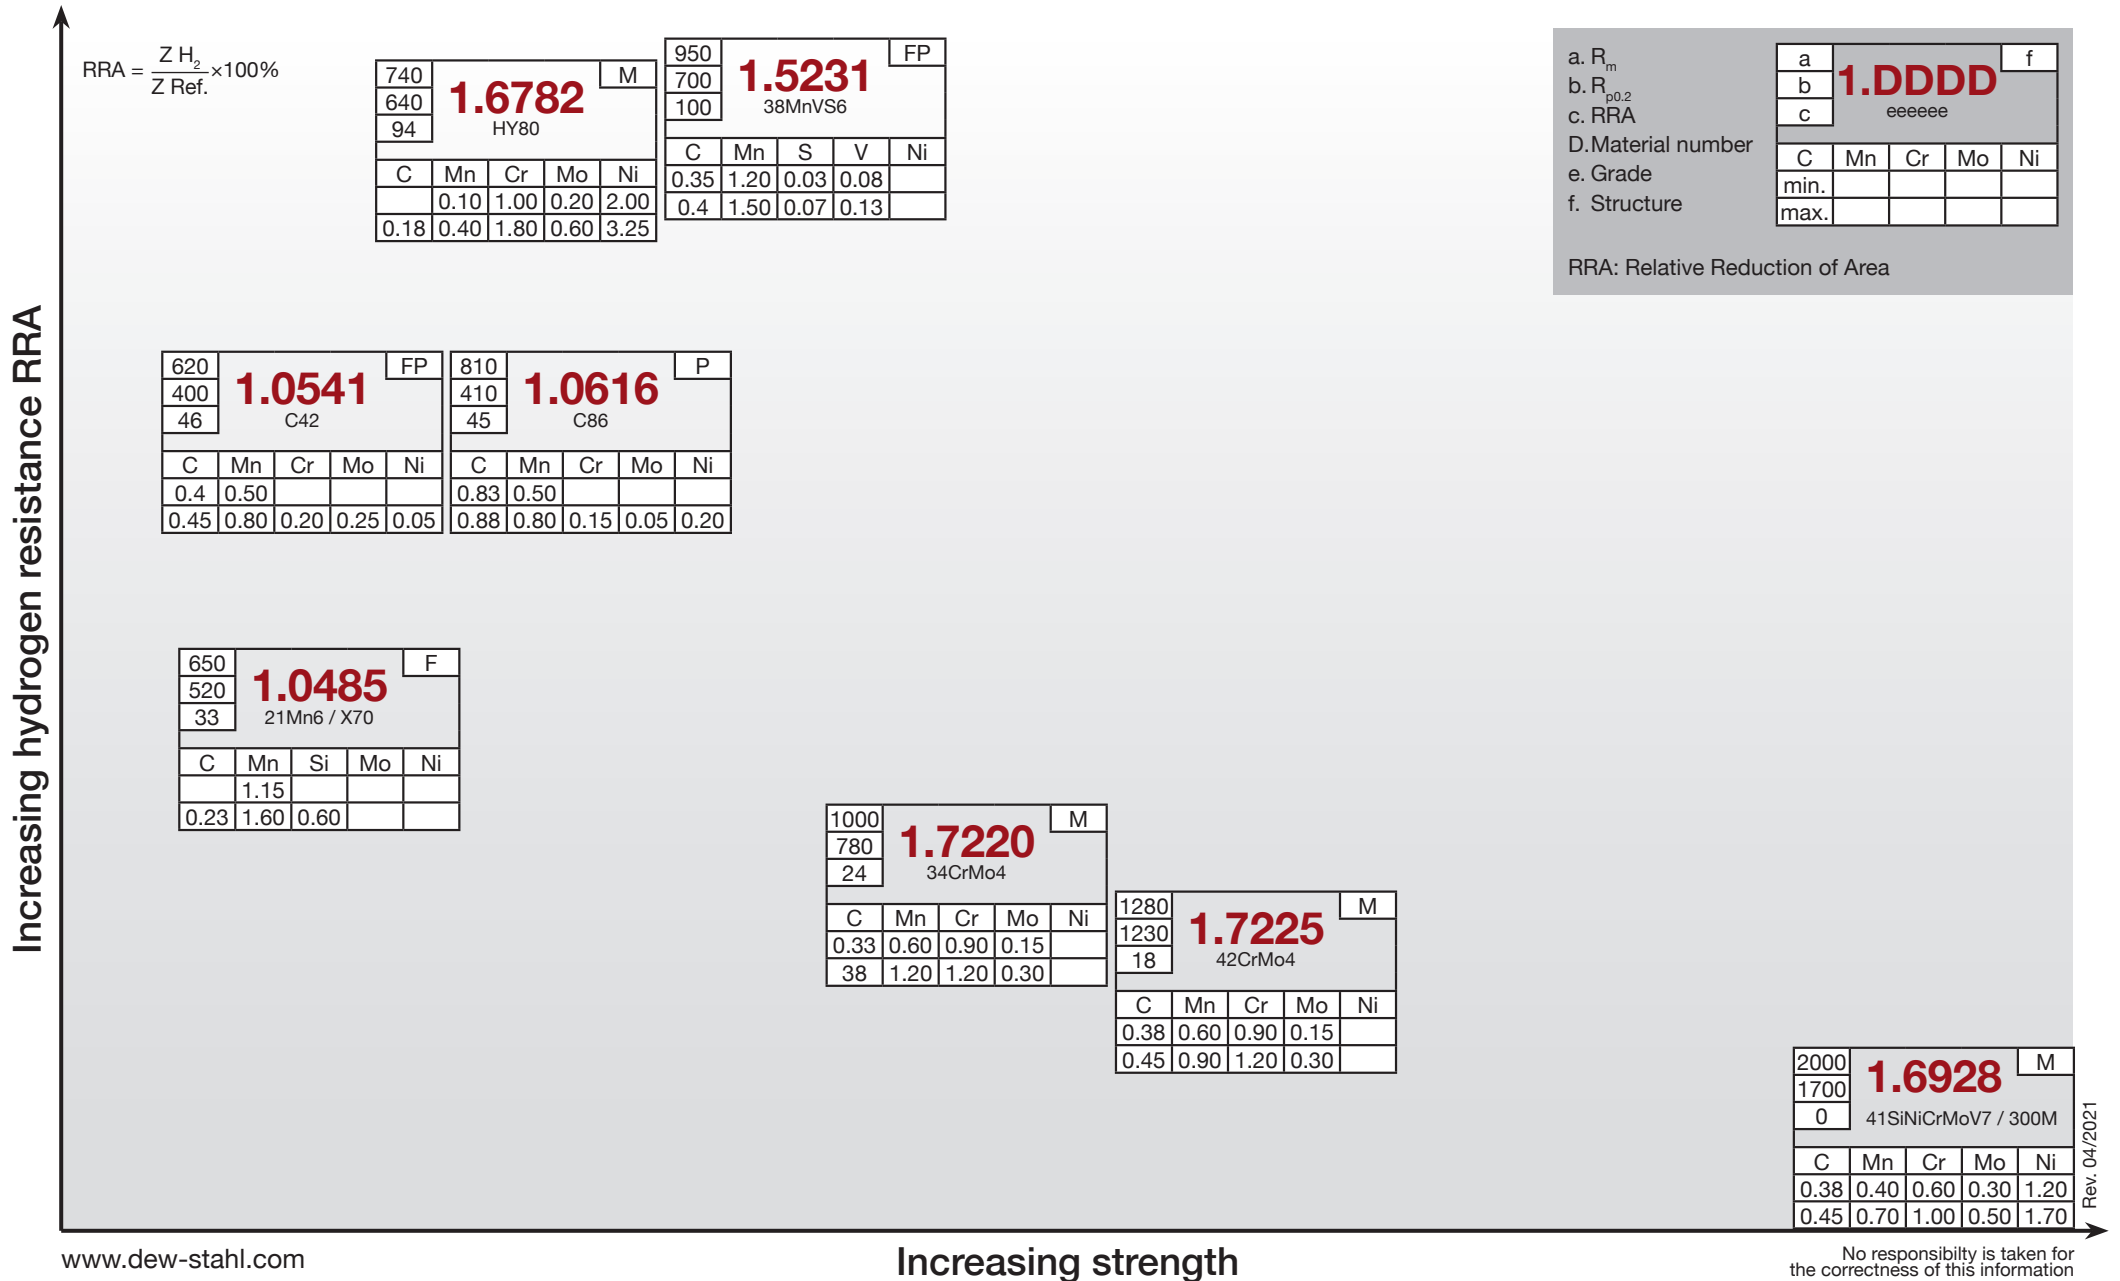 RRA = Z H2 / Z Ref. ×100%
740 M
640 1.6782
94 HY80
C Mn Cr Mo Ni
0.10 1.00 0.20 2.00
0.18 0.40 1.80 0.60 3.25
950 FP
700 1.5231
100 38MnVS6
C Mn S V Ni
0.35 1.20 0.03 0.08
0.4 1.50 0.07 0.13
a. Rm
b. Rp0.2
c. RRA
D.Material number
e. Grade
f. Structure
a f
b 1.DDDD
c eeeeee
C Mn Cr Mo Ni
min.
max.
RRA: Relative Reduction of Area
620 FP
400 1.0541
46 C42
C Mn Cr Mo Ni
0.4 0.50
0.45 0.80 0.20 0.25 0.05
810 P
410 1.0616
45 C86
C Mn Cr Mo Ni
0.83 0.50
0.88 0.80 0.15 0.05 0.20
650 F
520 1.0485
33 21Mn6 / X70
C Mn Si Mo Ni
1.15
0.23 1.60 0.60
1000 M
780 1.7220
24 34CrMo4
C Mn Cr Mo Ni
0.33 0.60 0.90 0.15
38 1.20 1.20 0.30
1280 M
1230 1.7225
18 42CrMo4
C Mn Cr Mo Ni
0.38 0.60 0.90 0.15
0.45 0.90 1.20 0.30
2000 M
1700 1.6928
0 41SiNiCrMoV7 / 300M
C Mn Cr Mo Ni
0.38 0.40 0.60 0.30 1.20
0.45 0.70 1.00 0.50 1.70
Increasing hydrogen resistance RRA
Rev. 04/2021
www.dew-stahl.com
Increasing strength
No responsibilty is taken for
the correctness of this information